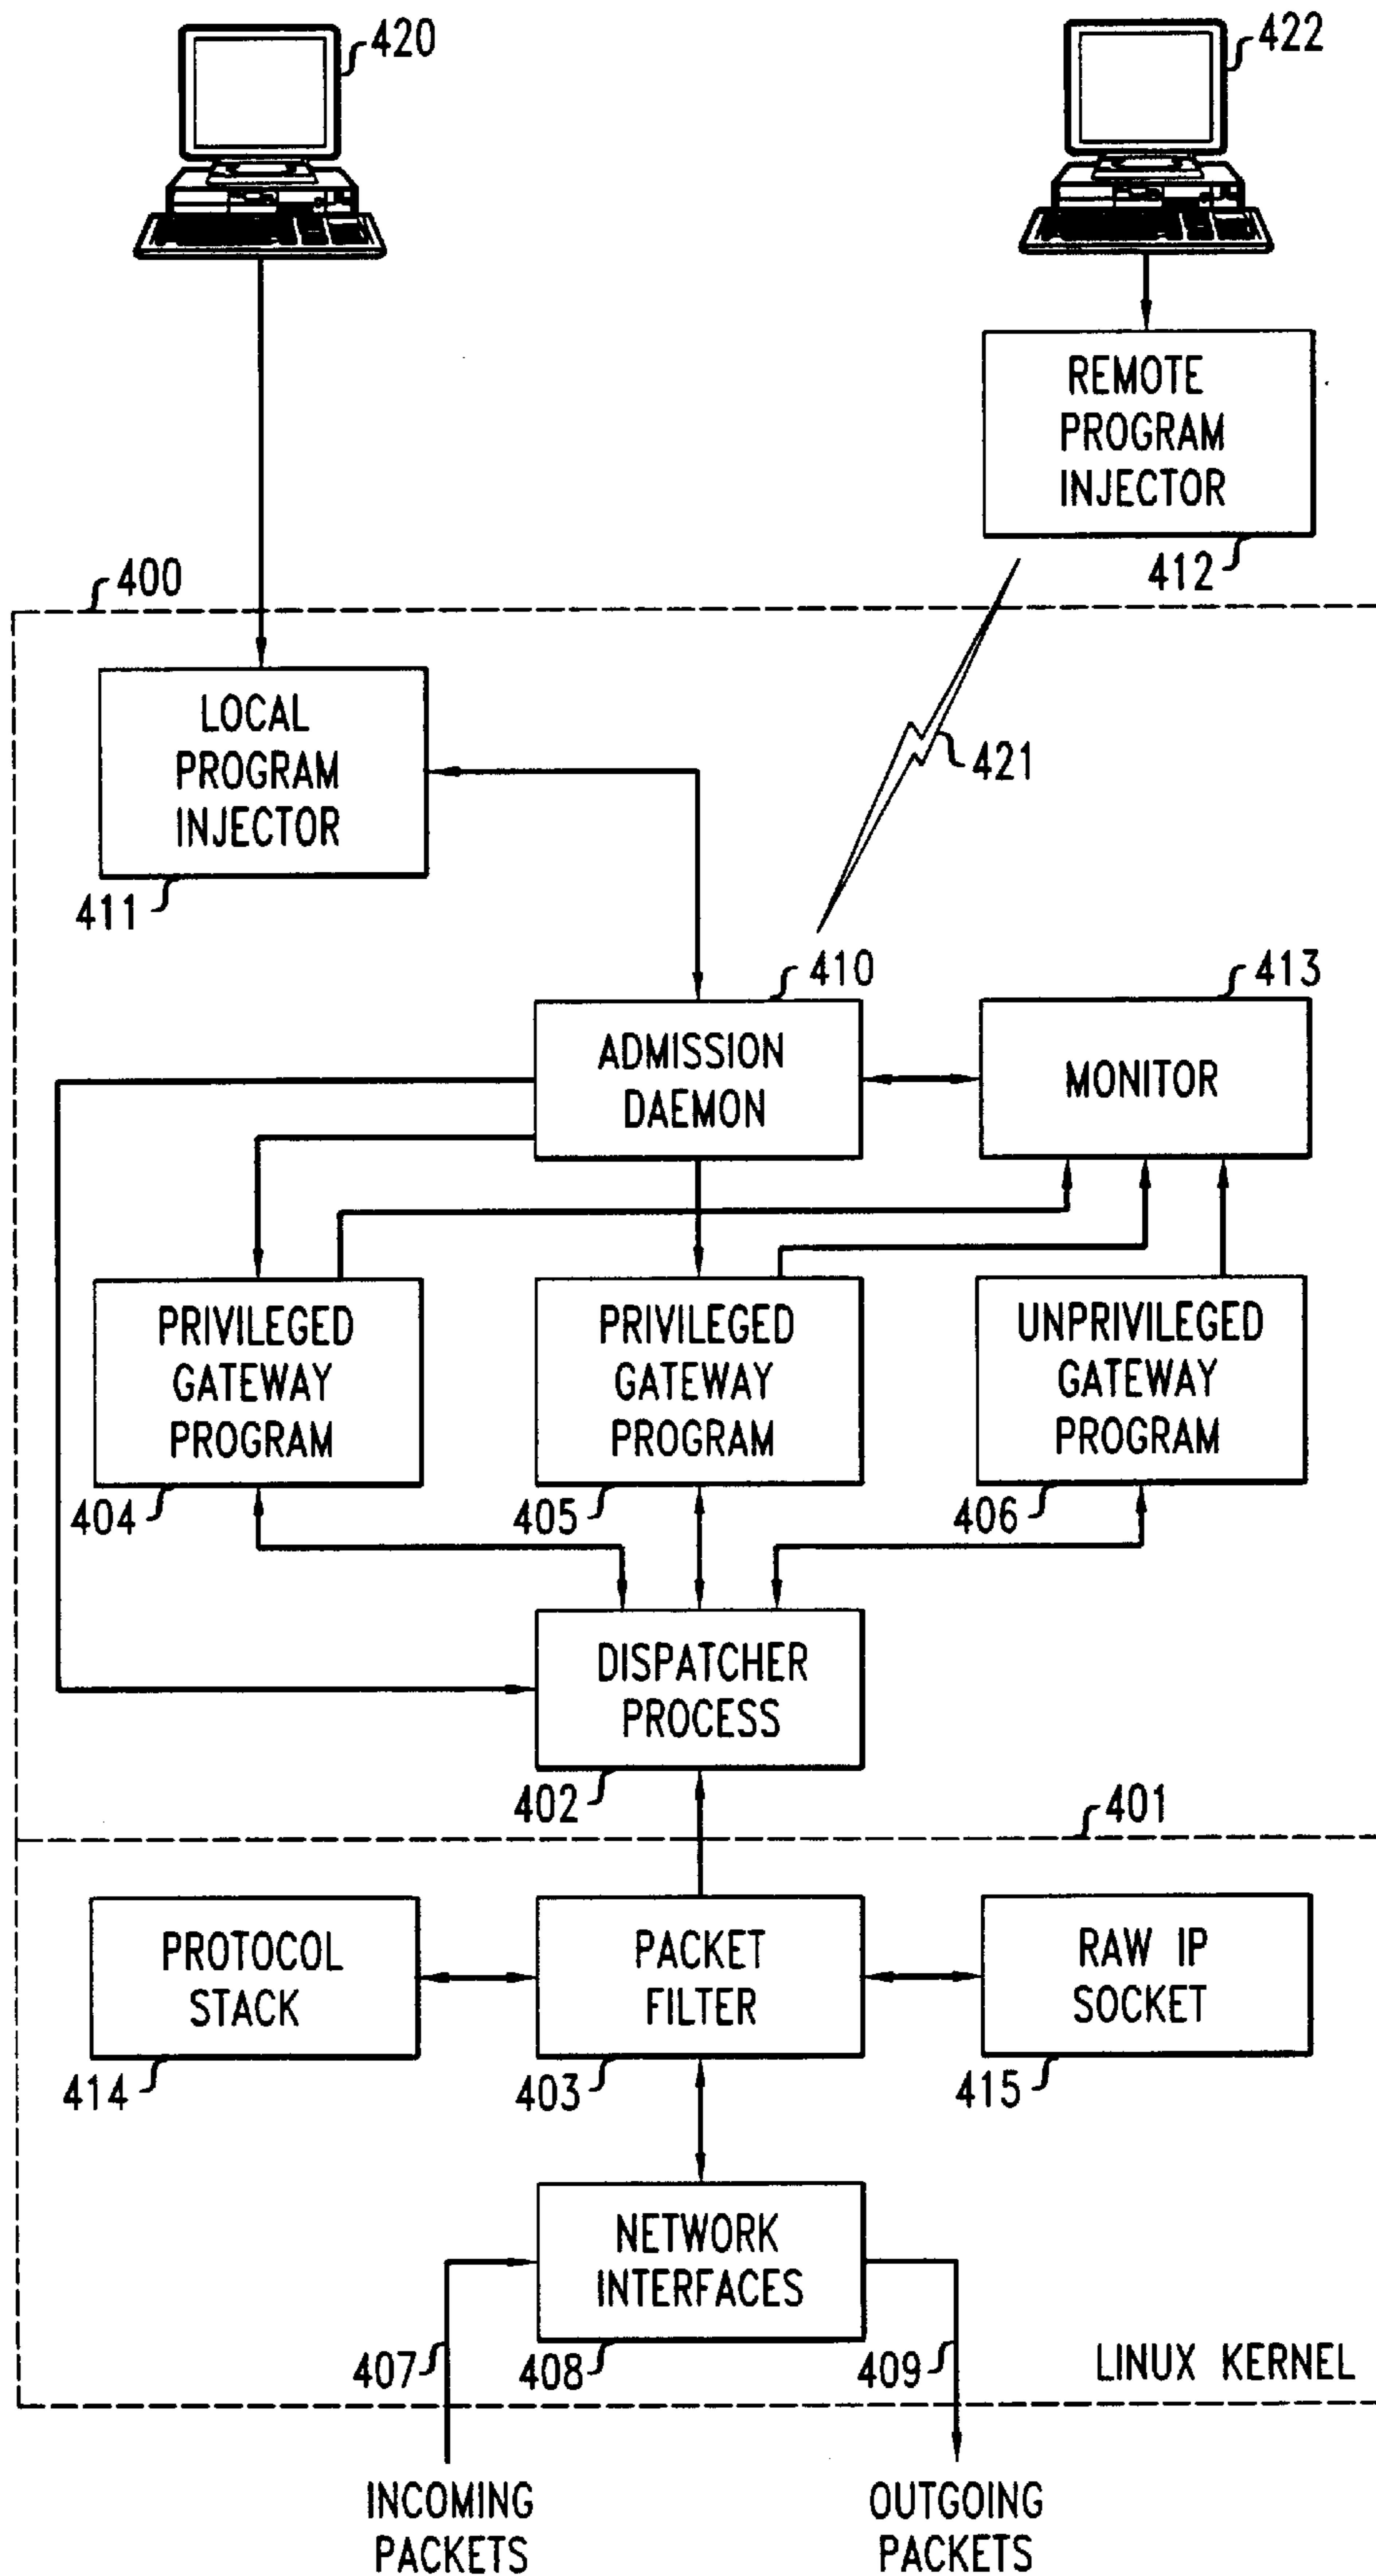 420
422
REMOTE
PROGRAM
INJECTOR
412
400
LOCAL
PROGRAM
INJECTOR
411
421
410
413
ADMISSION
DAEMON
MONITOR
PRIVILEGED
GATEWAY
PROGRAM
404
PRIVILEGED
GATEWAY
PROGRAM
405
UNPRIVILEGED
GATEWAY
PROGRAM
406
DISPATCHER
PROCESS
402
401
PROTOCOL
STACK
414
PACKET
FILTER
403
RAW IP
SOCKET
415
NETWORK
INTERFACES
407
408
409
LINUX KERNEL
INCOMING
PACKETS
OUTGOING
PACKETS